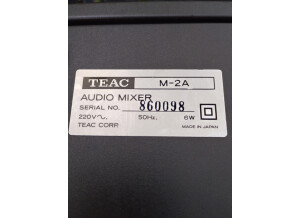 TEAC M-2A
AUDIO MIXER
SERIAL NO. 860098
220V~ 50Hz, 6W
TEAC CORP. MADE IN JAPAN